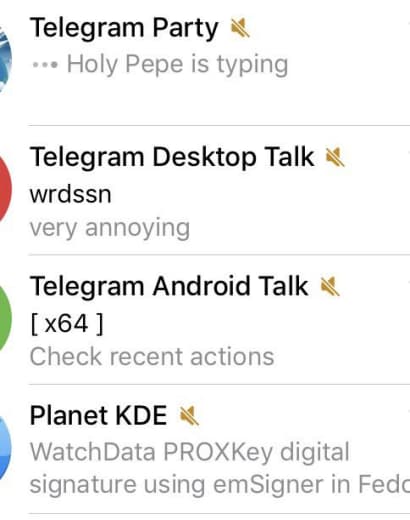 Telegram Party
••• Holy Pepe is typing
Telegram Desktop Talk
wrdssn
very annoying
Telegram Android Talk
[ x64 ]
Check recent actions
Planet KDE
WatchData PROXKey digital
signature using emSigner in Fedo